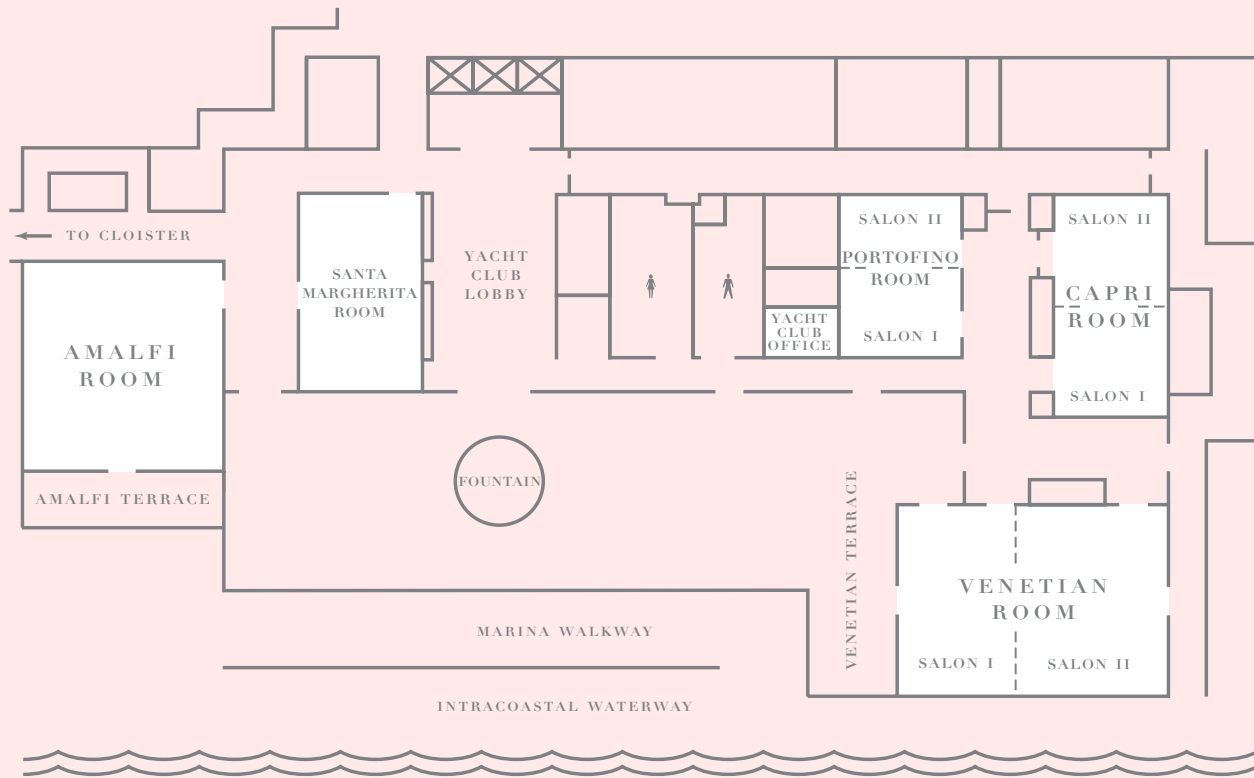 TO CLOISTER
AMALFI
ROOM
AMALFI TERRACE
SANTA
MARGHERITA
ROOM
YACHT
CLUB
LOBBY
FOUNTAIN
YACHT
CLUB
OFFICE
SALON II
PORTOFINO
ROOM
SALON I
SALON II
CAPRI
ROOM
SALON I
VENETIAN TERRACE
VENETIAN
ROOM
SALON I
SALON II
MARINA WALKWAY
INTRACOASTAL WATERWAY